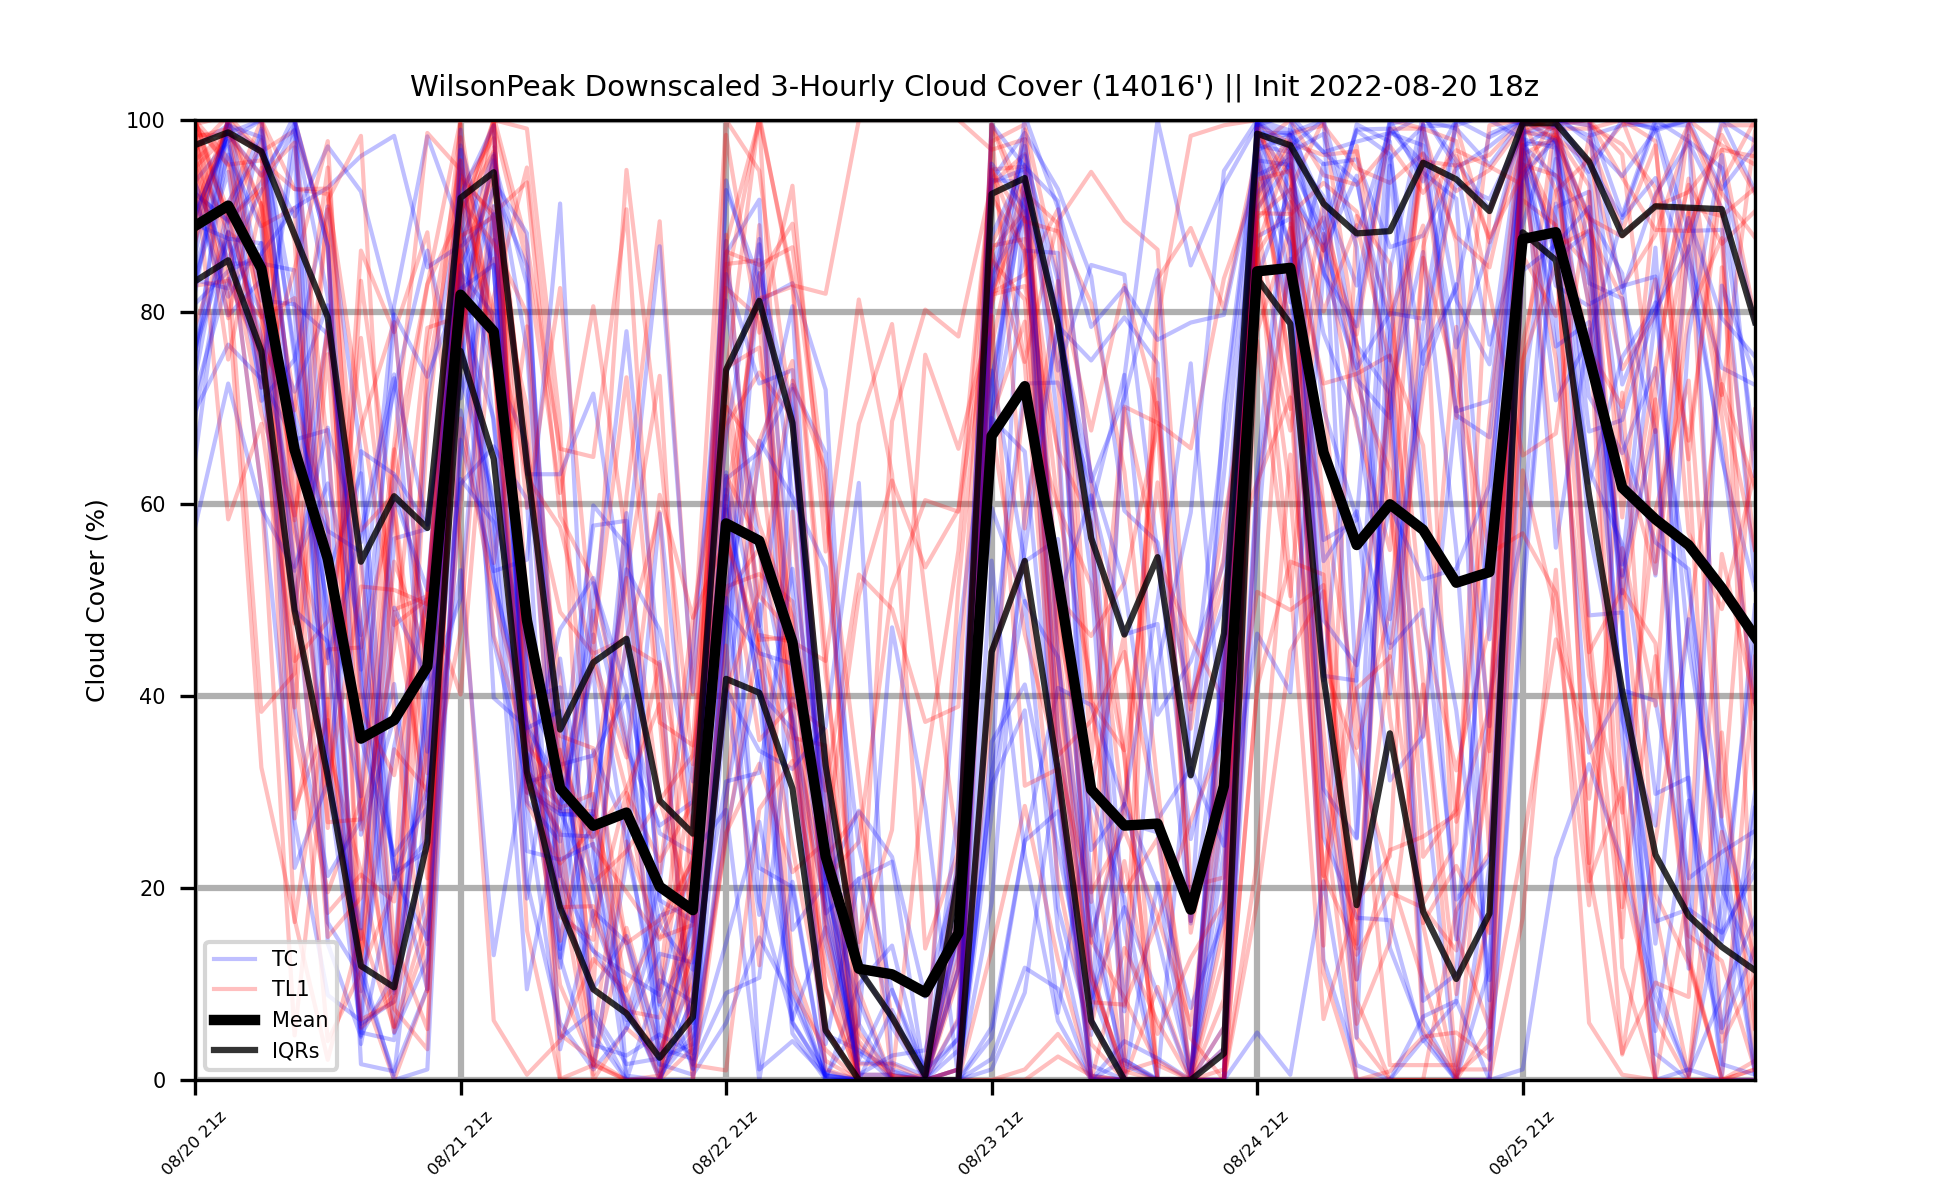 WilsonPeak Downscaled 3-Hourly Cloud Cover (14016') || Init 2022-08-20 18z
Cloud Cover (%)
100
80
60
40
20
0
TC
TL1
Mean
IQRs
08/20 21z
08/21 21z
08/22 21z
08/23 21z
08/24 21z
08/25 21z